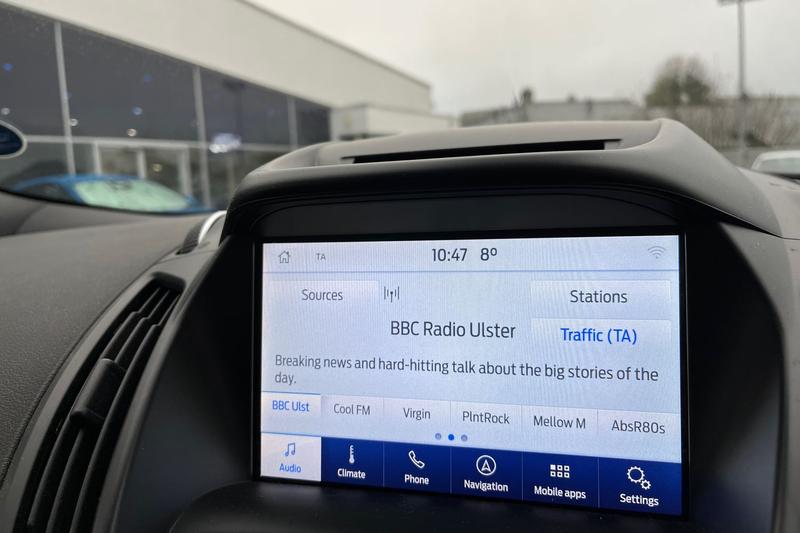 TA 10:47 8º
Sources Stations
BBC Radio Ulster Traffic (TA)
Breaking news and hard-hitting talk about the big stories of the
day.
BBC Ulst Cool FM Virgin PlntRock Mellow M AbsR80s
Audio Climate Phone Navigation Mobile apps Settings